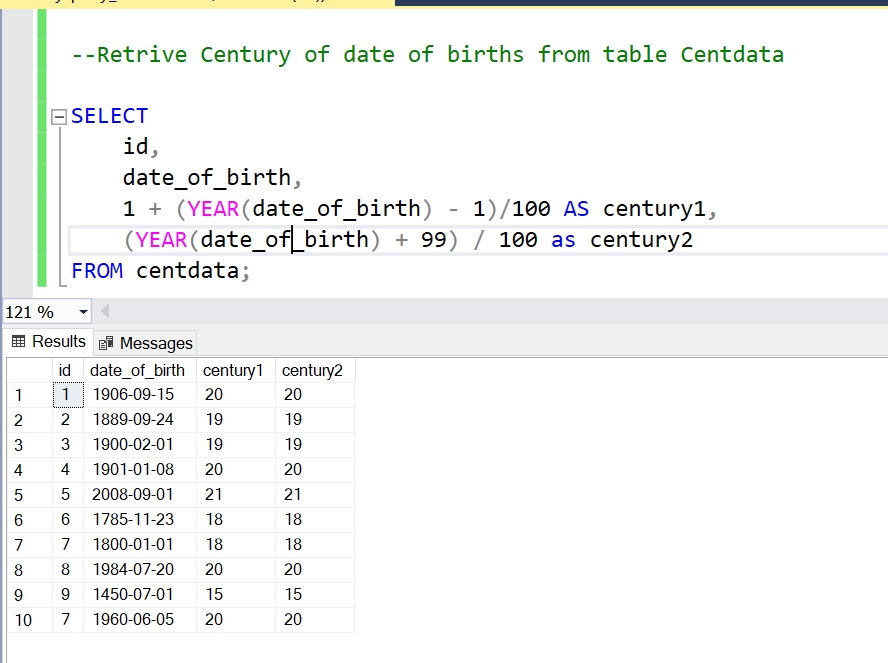 --Retrive Century of date of births from table Centdata
SELECT
id,
date_of_birth,
1 + (YEAR(date_of_birth) - 1)/100 AS century1,
(YEAR(date_of_birth) + 99) / 100 as century2
FROM centdata;
121 %
Results Messages
id date_of_birth century1 century2
1 1 1906-09-15 20 20
2 2 1889-09-24 19 19
3 3 1900-02-01 19 19
4 4 1901-01-08 20 20
5 5 2008-09-01 21 21
6 6 1785-11-23 18 18
7 7 1800-01-01 18 18
8 8 1984-07-20 20 20
9 9 1450-07-01 15 15
10 7 1960-06-05 20 20